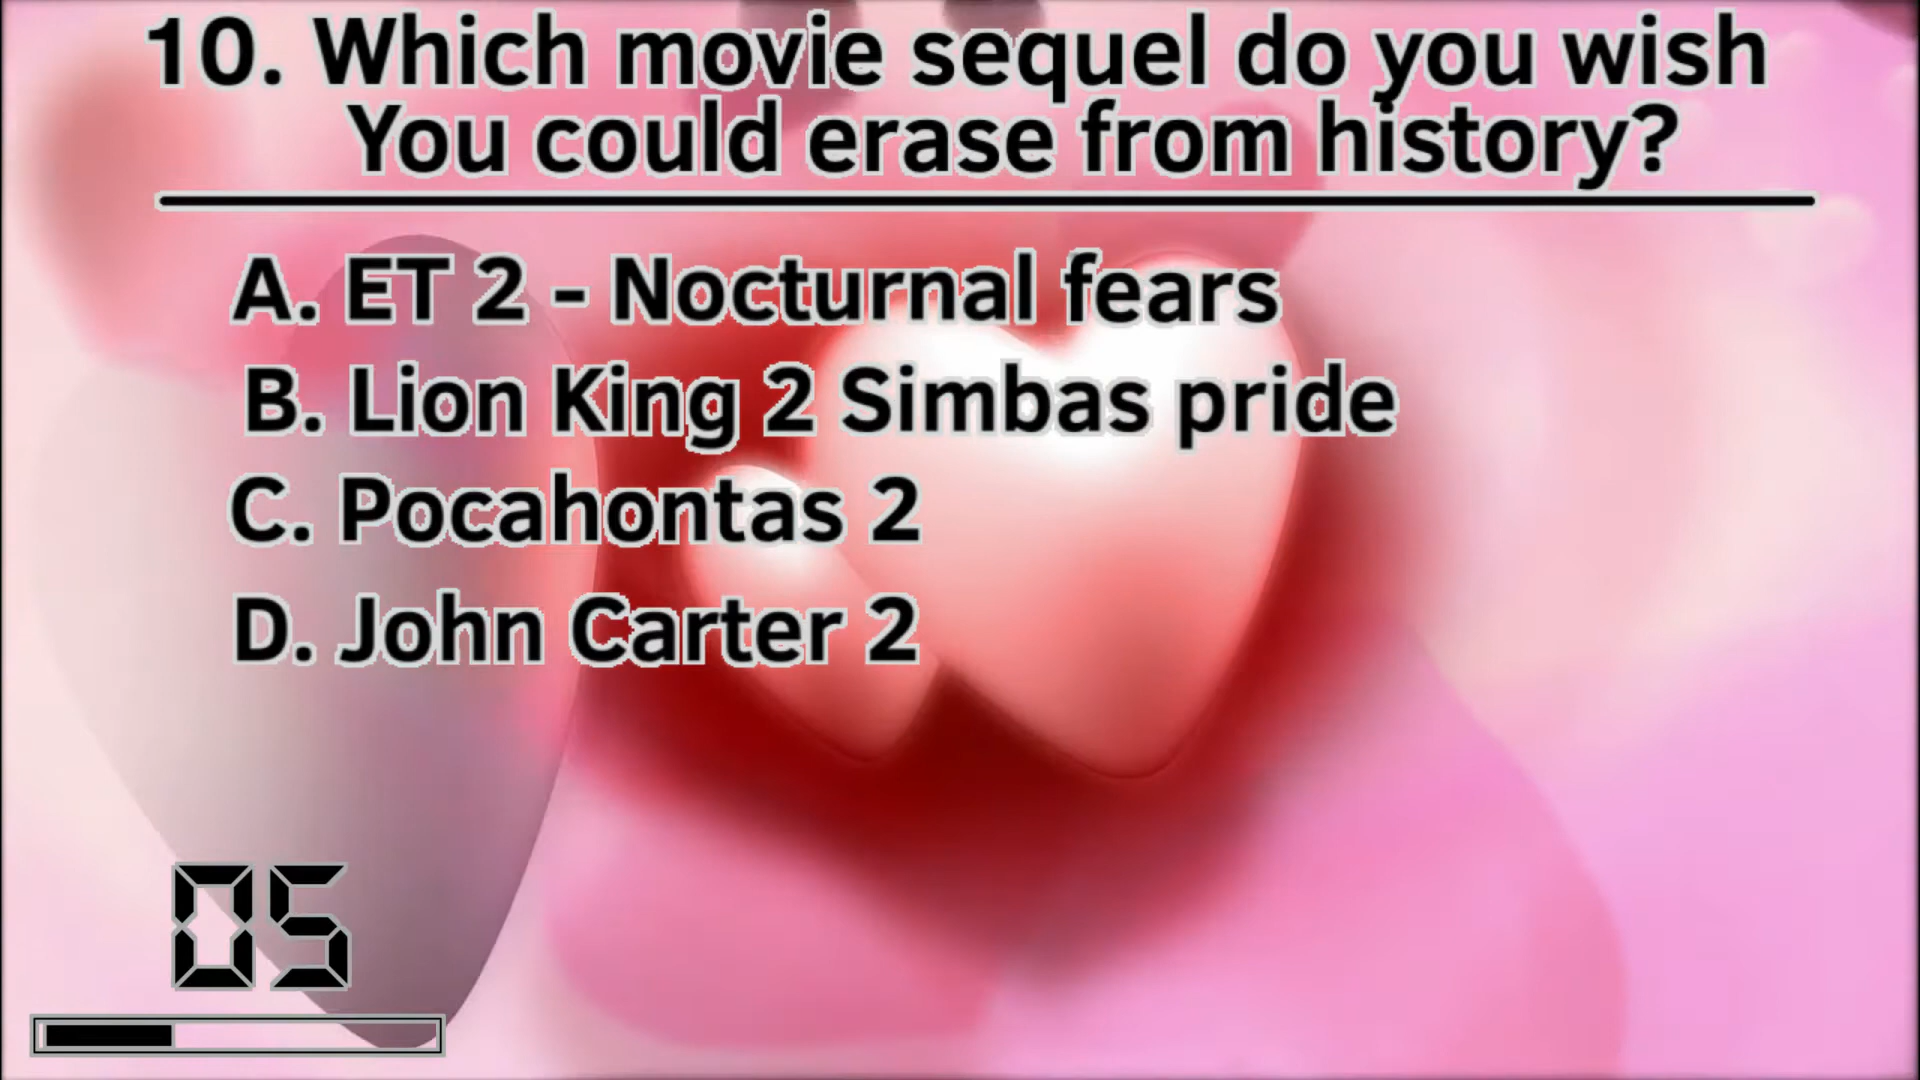 10. Which movie sequel do you wish
You could erase from history?
A. ET 2 - Nocturnal fears
B. Lion King 2 Simbas pride
C. Pocahontas 2
D. John Carter 2
05